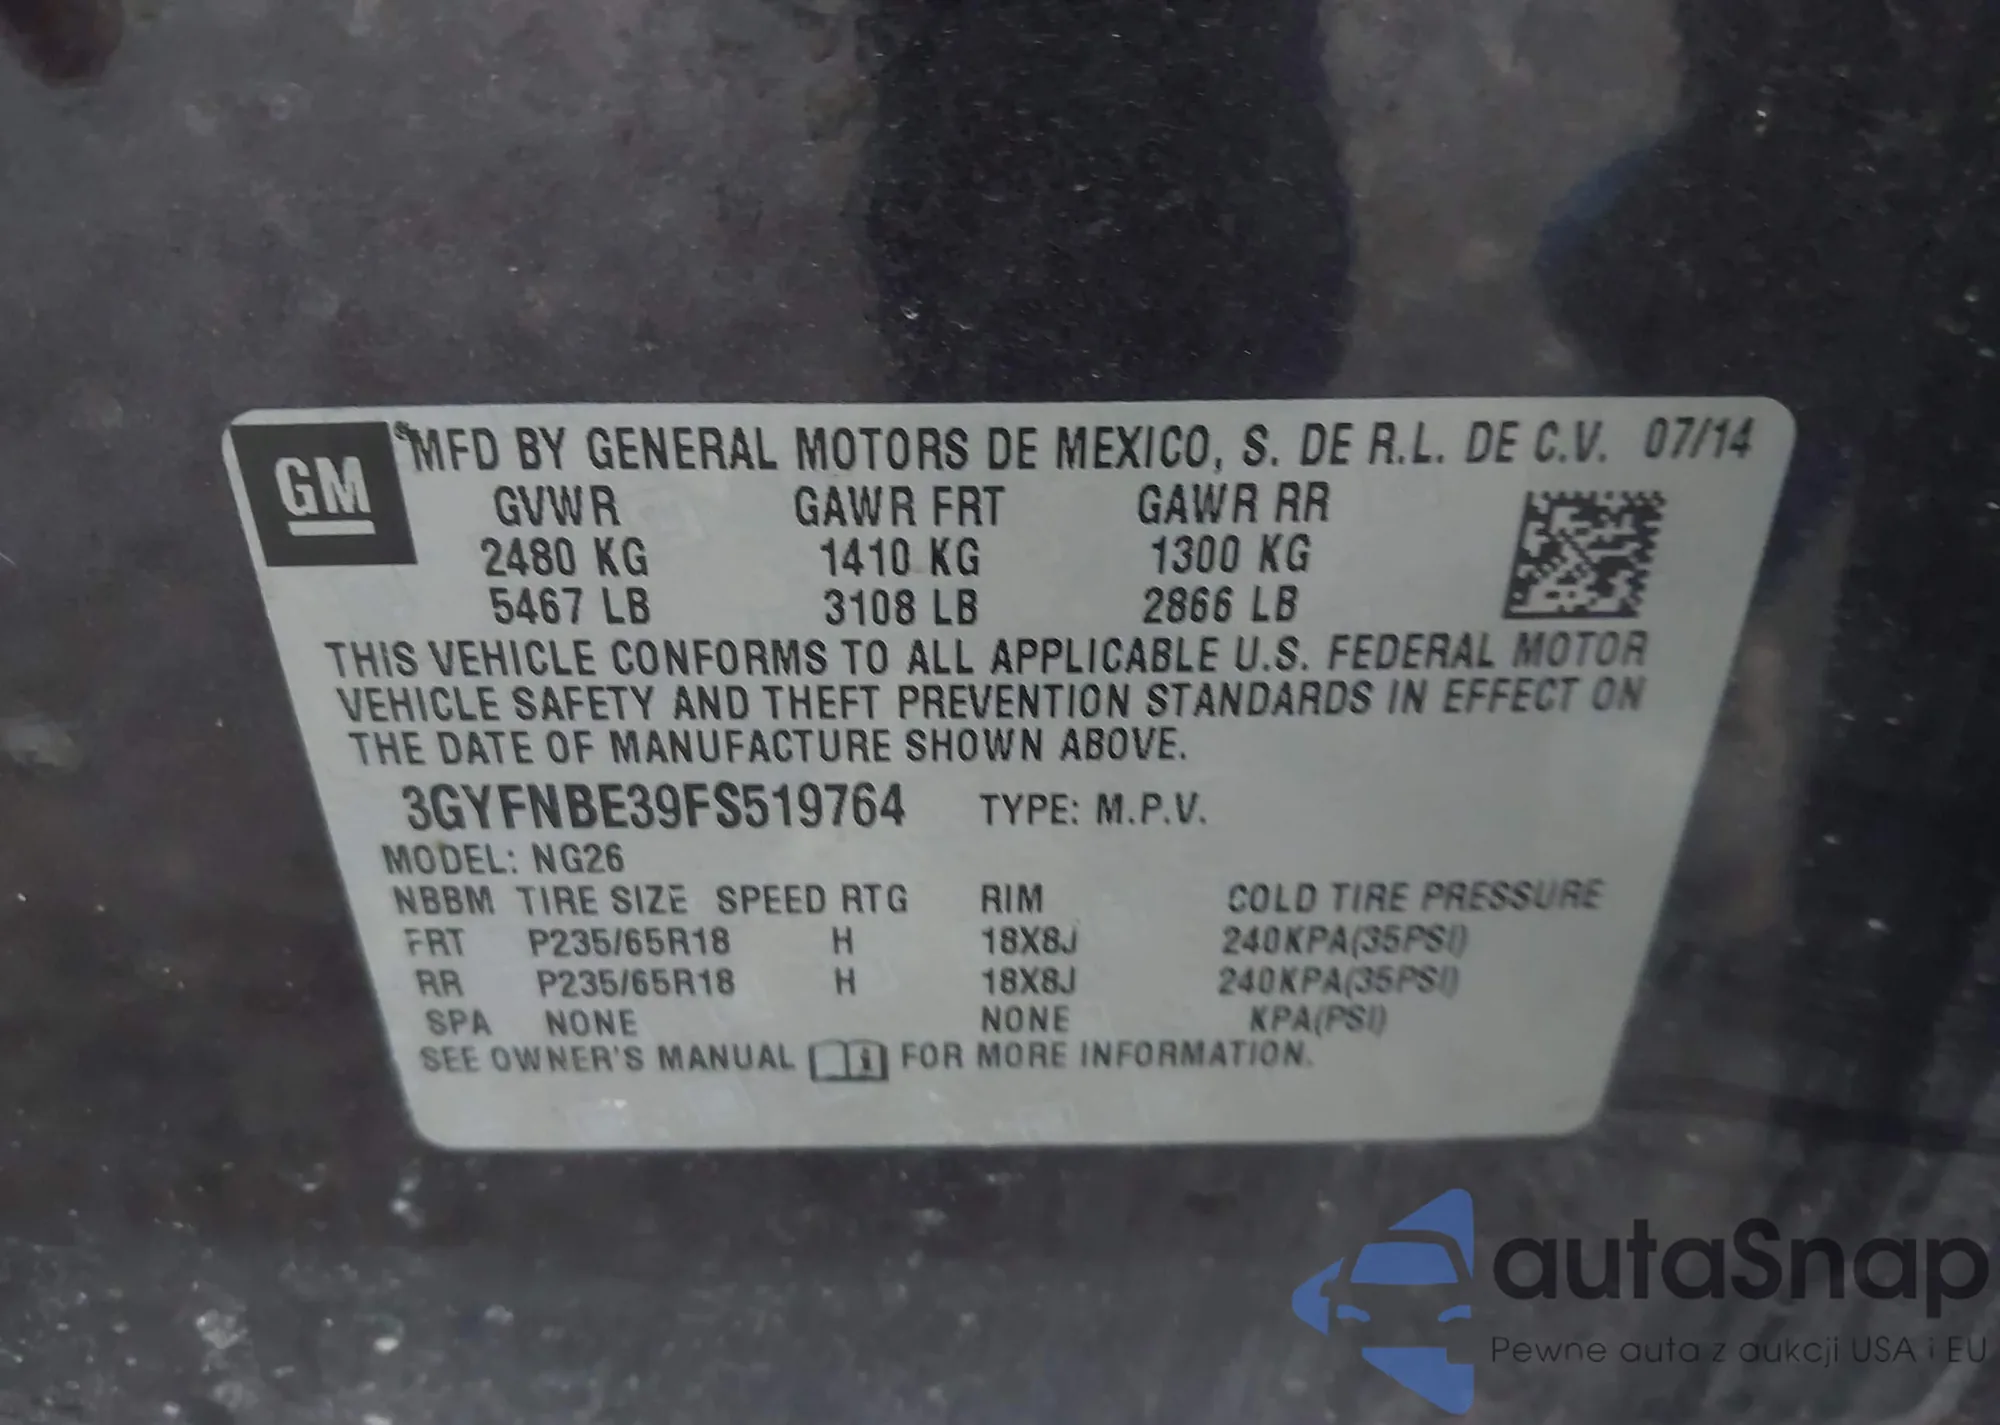 GM
MFD BY GENERAL MOTORS DE MEXICO, S. DE R.L. DE C.V. 07/14
GVWR GAWR FRT GAWR RR
2480 KG 1410 KG 1300 KG
5467 LB 3108 LB 2866 LB
THIS VEHICLE CONFORMS TO ALL APPLICABLE U.S. FEDERAL MOTOR
VEHICLE SAFETY AND THEFT PREVENTION STANDARDS IN EFFECT ON
THE DATE OF MANUFACTURE SHOWN ABOVE.
3GYFNBE39FS519764 TYPE: M.P.V.
MODEL: NG26
NBBM TIRE SIZE SPEED RTG RIM COLD TIRE PRESSURE
FRT P235/65R18 H 18X8J 240KPA(35PSI)
RR P235/65R18 H 18X8J 240KPA(35PSI)
SPA NONE NONE KPA(PSI)
SEE OWNER'S MANUAL i FOR MORE INFORMATION.
autaSnap
Pewne auta z aukcji USA i EU